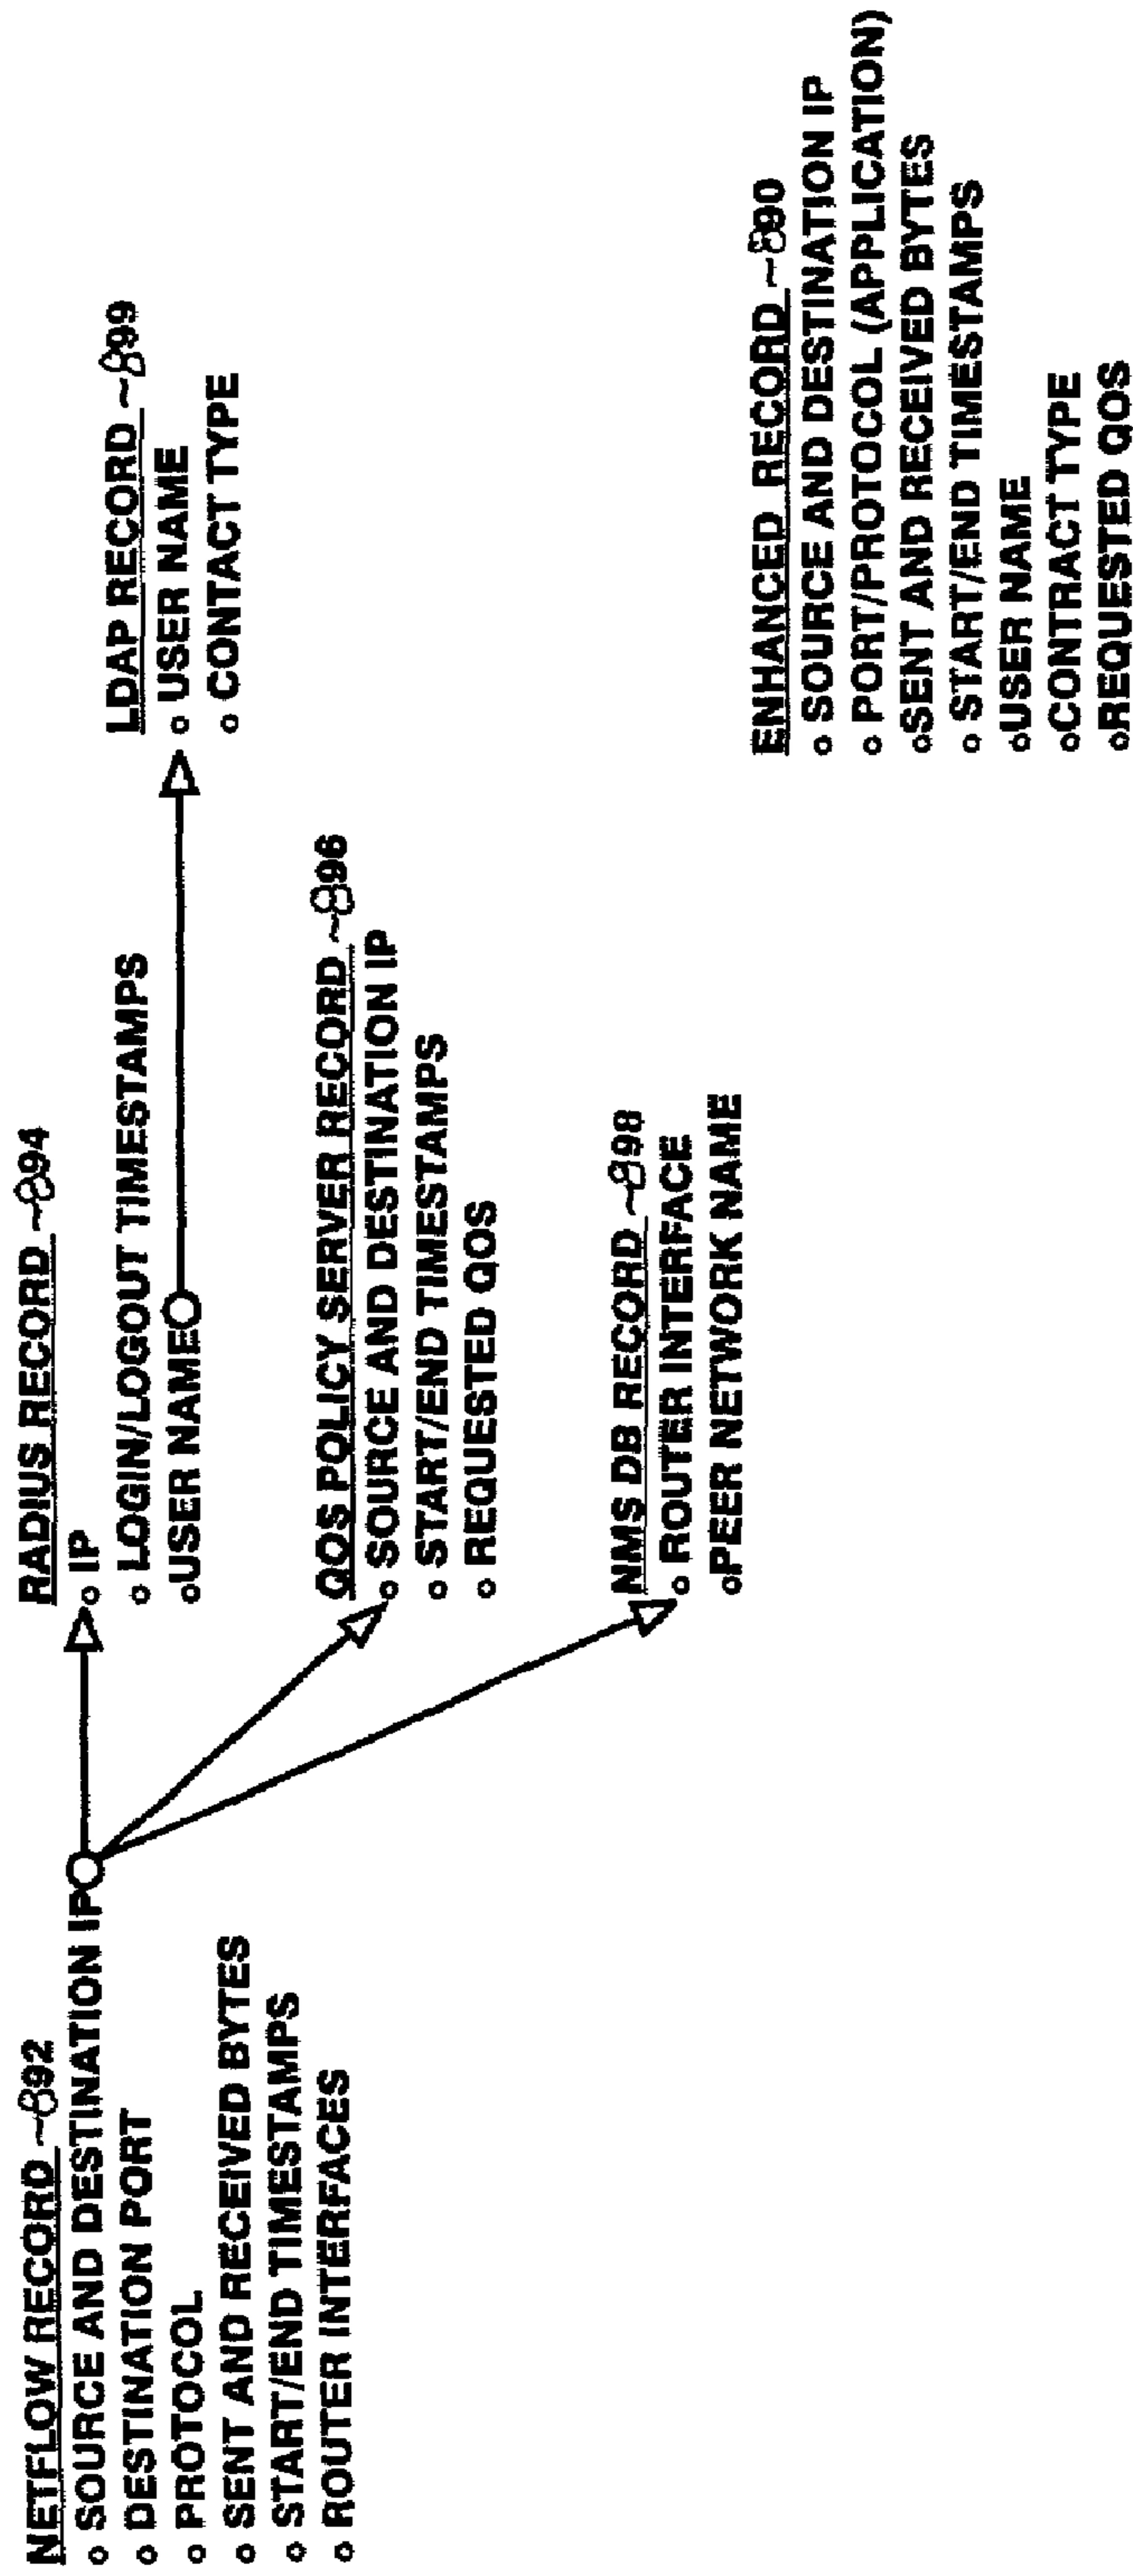 NETFLOW RECORD ~892
o SOURCE AND DESTINATION IP
o DESTINATION PORT
o PROTOCOL
o SENT AND RECEIVED BYTES
o START/END TIMESTAMPS
o ROUTER INTERFACES
RADIUS RECORD ~894
o IP
o LOGIN/LOGOUT TIMESTAMPS
o USER NAME
QOS POLICY SERVER RECORD ~896
o SOURCE AND DESTINATION IP
o START/END TIMESTAMPS
o REQUESTED QOS
NMS DB RECORD ~898
o ROUTER INTERFACE
o PEER NETWORK NAME
LDAP RECORD ~899
o USER NAME
o CONTACT TYPE
ENHANCED RECORD ~890
o SOURCE AND DESTINATION IP
o PORT/PROTOCOL (APPLICATION)
o SENT AND RECEIVED BYTES
o START/END TIMESTAMPS
o USER NAME
o CONTRACT TYPE
o REQUESTED QOS